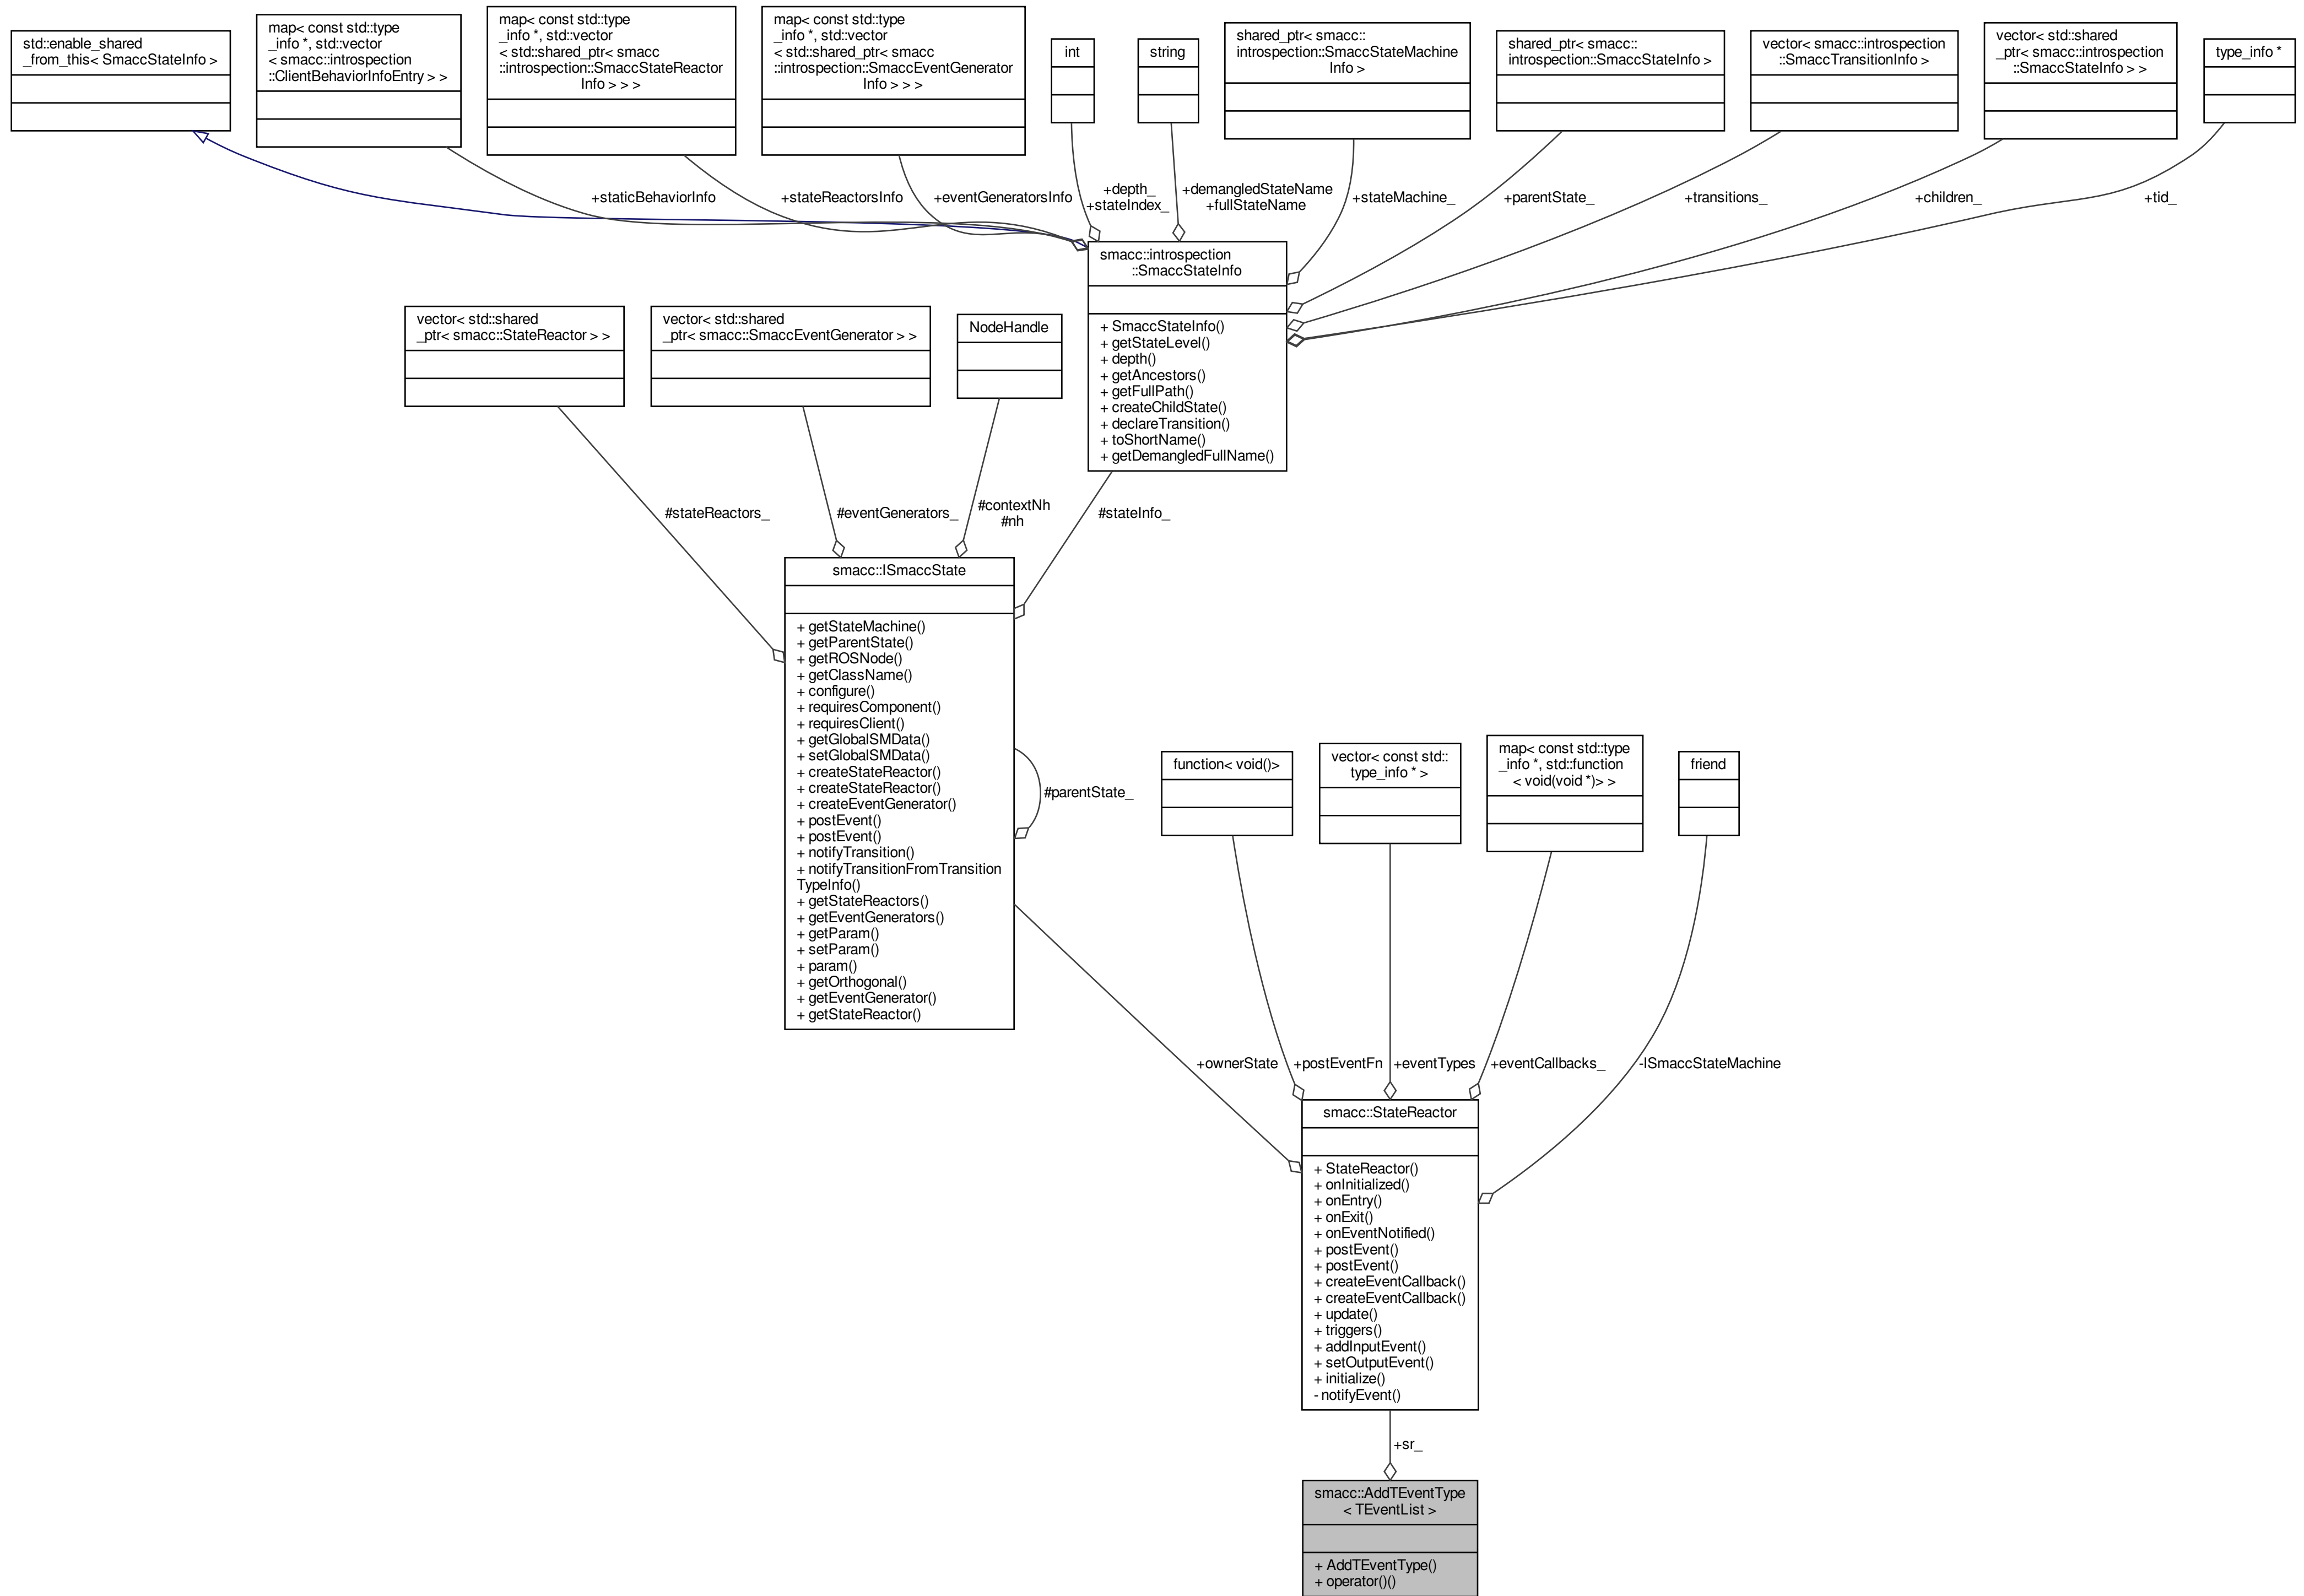 std::enable_shared
_from_this< SmaccStateInfo >
map< const std::type
_info *, std::vector
< smacc::introspection
::ClientBehaviorInfoEntry > >
map< const std::type
_info *, std::vector
< std::shared_ptr< smacc
::introspection::SmaccStateReactor
Info > > >
map< const std::type
_info *, std::vector
< std::shared_ptr< smacc
::introspection::SmaccEventGenerator
Info > > >
int
string
shared_ptr< smacc::
introspection::SmaccStateMachine
Info >
shared_ptr< smacc::
introspection::SmaccStateInfo >
vector< smacc::introspection
::SmaccTransitionInfo >
vector< std::shared
_ptr< smacc::introspection
::SmaccStateInfo > >
type_info *
+staticBehaviorInfo
+stateReactorsInfo
+eventGeneratorsInfo
+depth_
+stateIndex_
+demangledStateName
+fullStateName
+stateMachine_
+parentState_
+transitions_
+children_
+tid_
smacc::introspection
::SmaccStateInfo
+ SmaccStateInfo()
+ getStateLevel()
+ depth()
+ getAncestors()
+ getFullPath()
+ createChildState()
+ declareTransition()
+ toShortName()
+ getDemangledFullName()
vector< std::shared
_ptr< smacc::StateReactor > >
vector< std::shared
_ptr< smacc::SmaccEventGenerator > >
NodeHandle
#stateReactors_
#eventGenerators_
#contextNh
#nh
#stateInfo_
smacc::ISmaccState
+ getStateMachine()
+ getParentState()
+ getROSNode()
+ getClassName()
+ configure()
+ requiresComponent()
+ requiresClient()
+ getGlobalSMData()
+ setGlobalSMData()
+ createStateReactor()
+ createStateReactor()
+ createEventGenerator()
+ postEvent()
+ postEvent()
+ notifyTransition()
+ notifyTransitionFromTransition
TypeInfo()
+ getStateReactors()
+ getEventGenerators()
+ getParam()
+ setParam()
+ param()
+ getOrthogonal()
+ getEventGenerator()
+ getStateReactor()
#parentState_
function< void()>
vector< const std::
type_info * >
map< const std::type
_info *, std::function
< void(void *)> >
friend
+ownerState
+postEventFn
+eventTypes
+eventCallbacks_
-ISmaccStateMachine
smacc::StateReactor
+ StateReactor()
+ onInitialized()
+ onEntry()
+ onExit()
+ onEventNotified()
+ postEvent()
+ postEvent()
+ createEventCallback()
+ createEventCallback()
+ update()
+ triggers()
+ addInputEvent()
+ setOutputEvent()
+ initialize()
- notifyEvent()
+sr_
smacc::AddTEventType
< TEventList >
+ AddTEventType()
+ operator()()